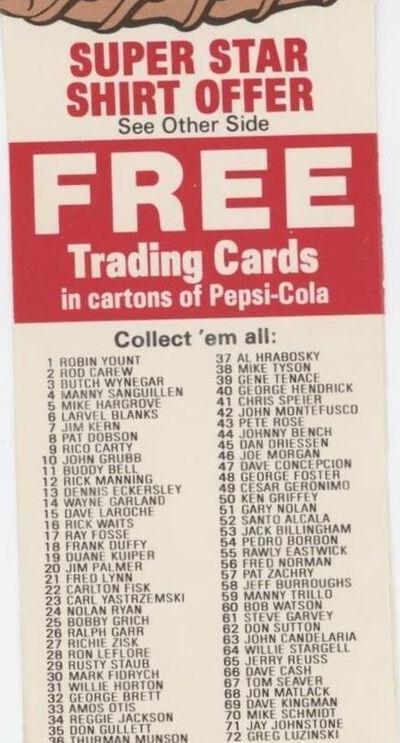 SUPER STAR
SHIRT OFFER
See Other Side
FREE
Trading Cards
in cartons of Pepsi-Cola
Collect 'em all:
1 ROBIN YOUNT
2 ROD CAREW
3 BUTCH WYNEGAR
4 MANNY SANGUILLEN
5 MIKE HARGROVE
6 LARVEL BLANKS
7 JIM KERN
8 PAT DOBSON
9 RICO CARTY
10 JOHN GRUBB
11 BUDDY BELL
12 RICK MANNING
13 DENNIS ECKERSLEY
14 WAYNE GARLAND
15 DAVE LAROCHE
16 RICK WAITS
17 RAY FOSSE
18 FRANK DUFFY
19 DUANE KUIPER
20 JIM PALMER
21 FRED LYNN
22 CARLTON FISK
23 CARL YASTRZEMSKI
24 NOLAN RYAN
25 BOBBY GRICH
26 RALPH GARR
27 RICHIE ZISK
28 RON LEFLORE
29 RUSTY STAUB
30 MARK FIDRYCH
31 WILLIE HORTON
32 GEORGE BRETT
33 AMOS OTIS
34 REGGIE JACKSON
35 DON GULLETT
36 THURMAN MUNSON
37 AL HRABOSKY
38 MIKE TYSON
39 GENE TENACE
40 GEORGE HENDRICK
41 CHRIS SPEIER
42 JOHN MONTEFUSCO
43 PETE ROSE
44 JOHNNY BENCH
45 DAN DRIESSEN
46 JOE MORGAN
47 DAVE CONCEPCION
48 GEORGE FOSTER
49 CESAR GERONIMO
50 KEN GRIFFEY
51 GARY NOLAN
52 SANTO ALCALA
53 JACK BILLINGHAM
54 PEDRO BORBON
55 RAWLY EASTWICK
56 FRED NORMAN
57 PAT ZACHRY
58 JEFF BURROUGHS
59 MANNY TRILLO
60 BOB WATSON
61 STEVE GARVEY
62 DON SUTTON
63 JOHN CANDELARIA
64 WILLIE STARGELL
65 JERRY REUSS
66 DAVE CASH
67 TOM SEAVER
68 JON MATLACK
69 DAVE KINGMAN
70 MIKE SCHMIDT
71 JAY JOHNSTONE
72 GREG LUZINSKI